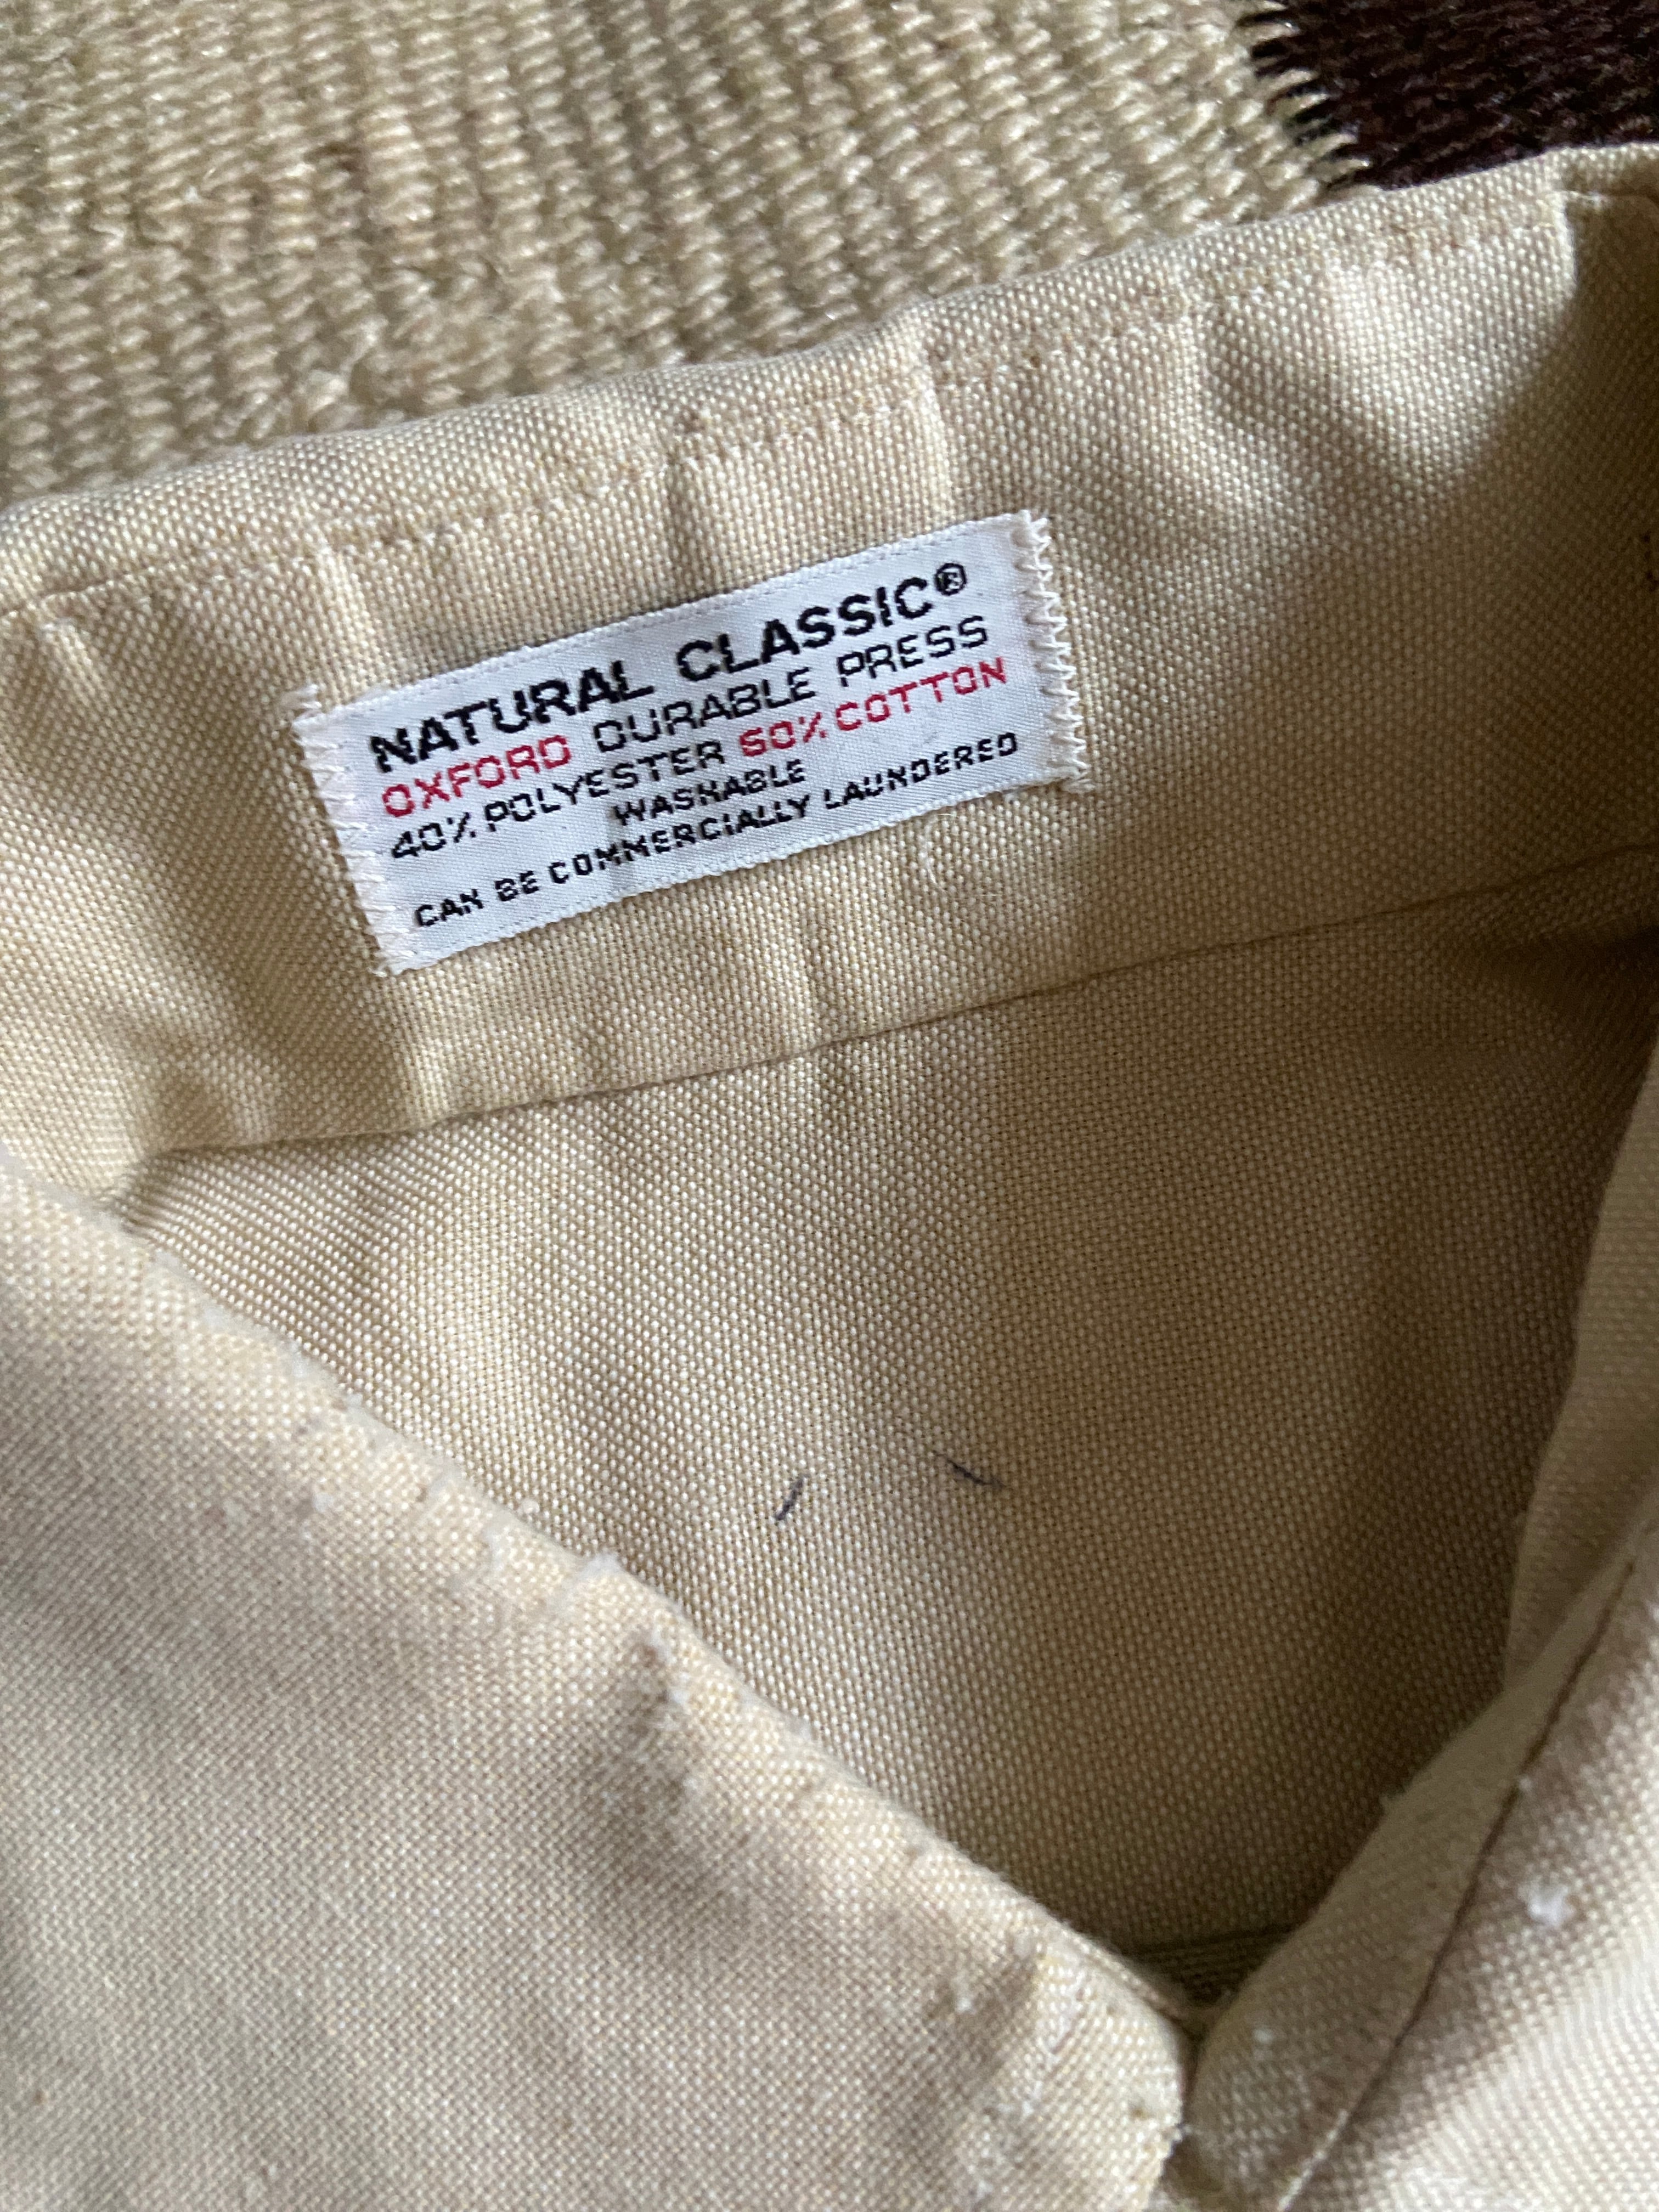 NATURAL CLASSIC®
OXFORD DURABLE PRESS
40% POLYESTER 60% COTTON
WASHABLE
CAN BE COMMERCIALLY LAUNDERED